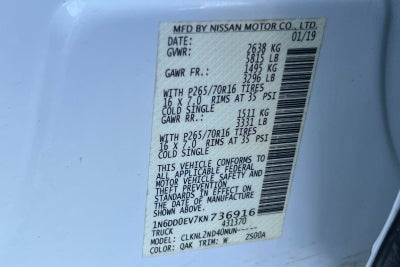 MFD BY NISSAN MOTOR CO., LTD.
DATE: 01/19
GVWR: 2638 KG
5815 LB
GAWR FR.: 1495 KG
3296 LB
WITH P265/70R16 TIRES
16 X 7.0 RIMS AT 35 PSI
COLD SINGLE
GAWR RR.: 1511 KG
3331 LB
WITH P265/70R16 TIRES
16 X 7.0 RIMS AT 35 PSI
COLD SINGLE
THIS VEHICLE CONFORMS TO
ALL APPLICABLE FEDERAL
MOTOR VEHICLE SAFETY AND
THEFT PREVENTION
STANDARDS IN EFFECT ON
THE DATE OF MANUFACTURE
SHOWN ABOVE.
1N6DD0EV7KN736916
TRUCK 431370
MODEL: CLKNL2ND40NUN-----
COLOR: QAK TRIM: W ZS00A